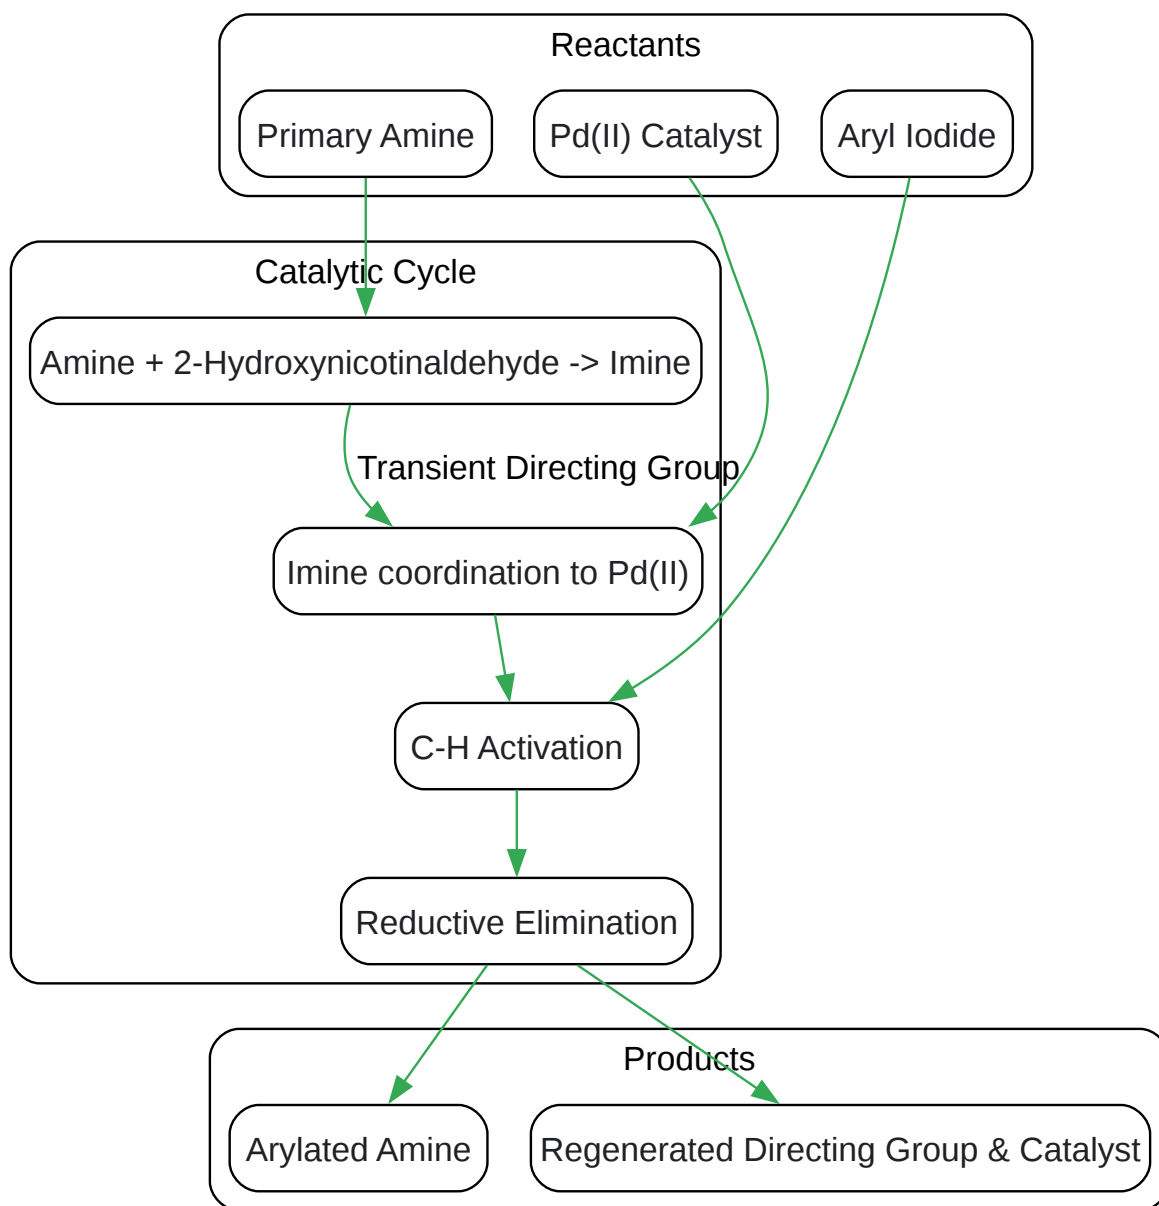 Reactants
Primary Amine
Pd(II) Catalyst
Aryl Iodide
Catalytic Cycle
Amine + 2-Hydroxynicotinaldehyde -> Imine
Transient Directing Group
Imine coordination to Pd(II)
C-H Activation
Reductive Elimination
Products
Arylated Amine
Regenerated Directing Group & Catalyst